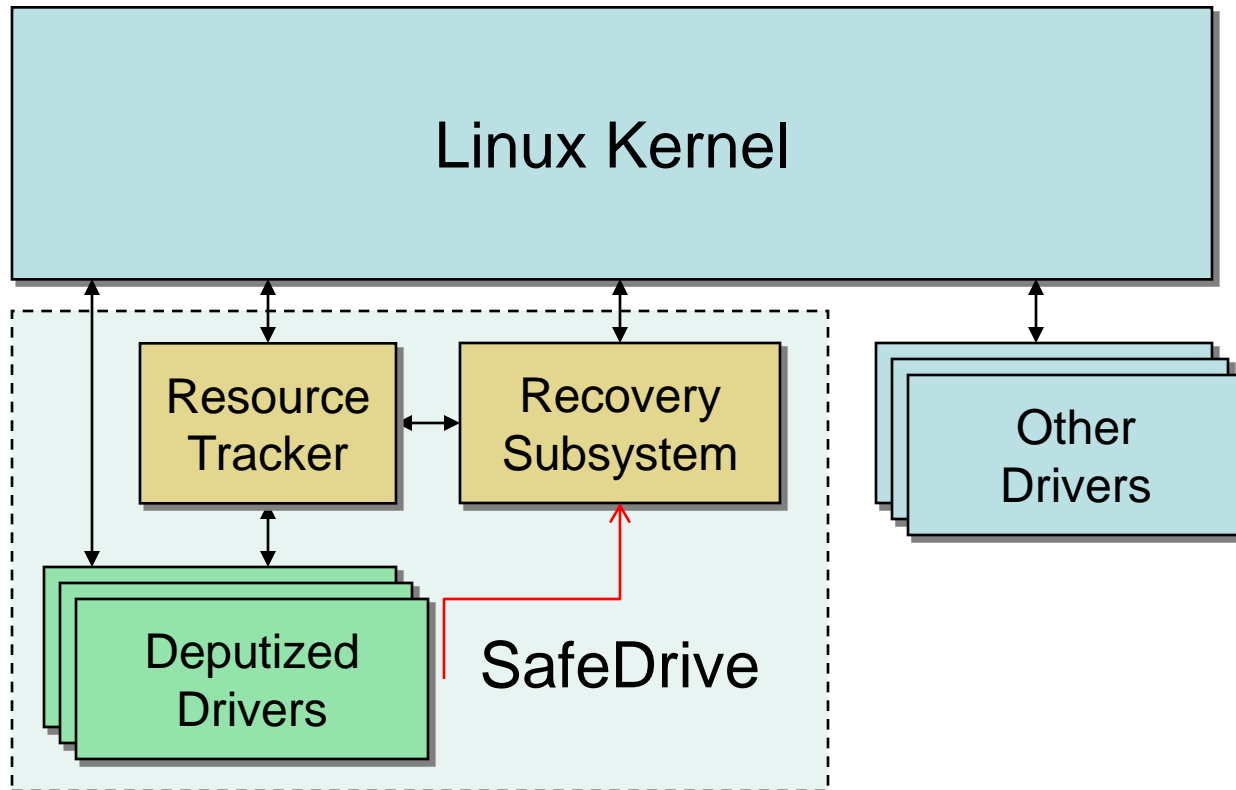 Linux Kernel
Resource
Tracker
Recovery
Subsystem
Other
Drivers
Deputized
Drivers
SafeDrive